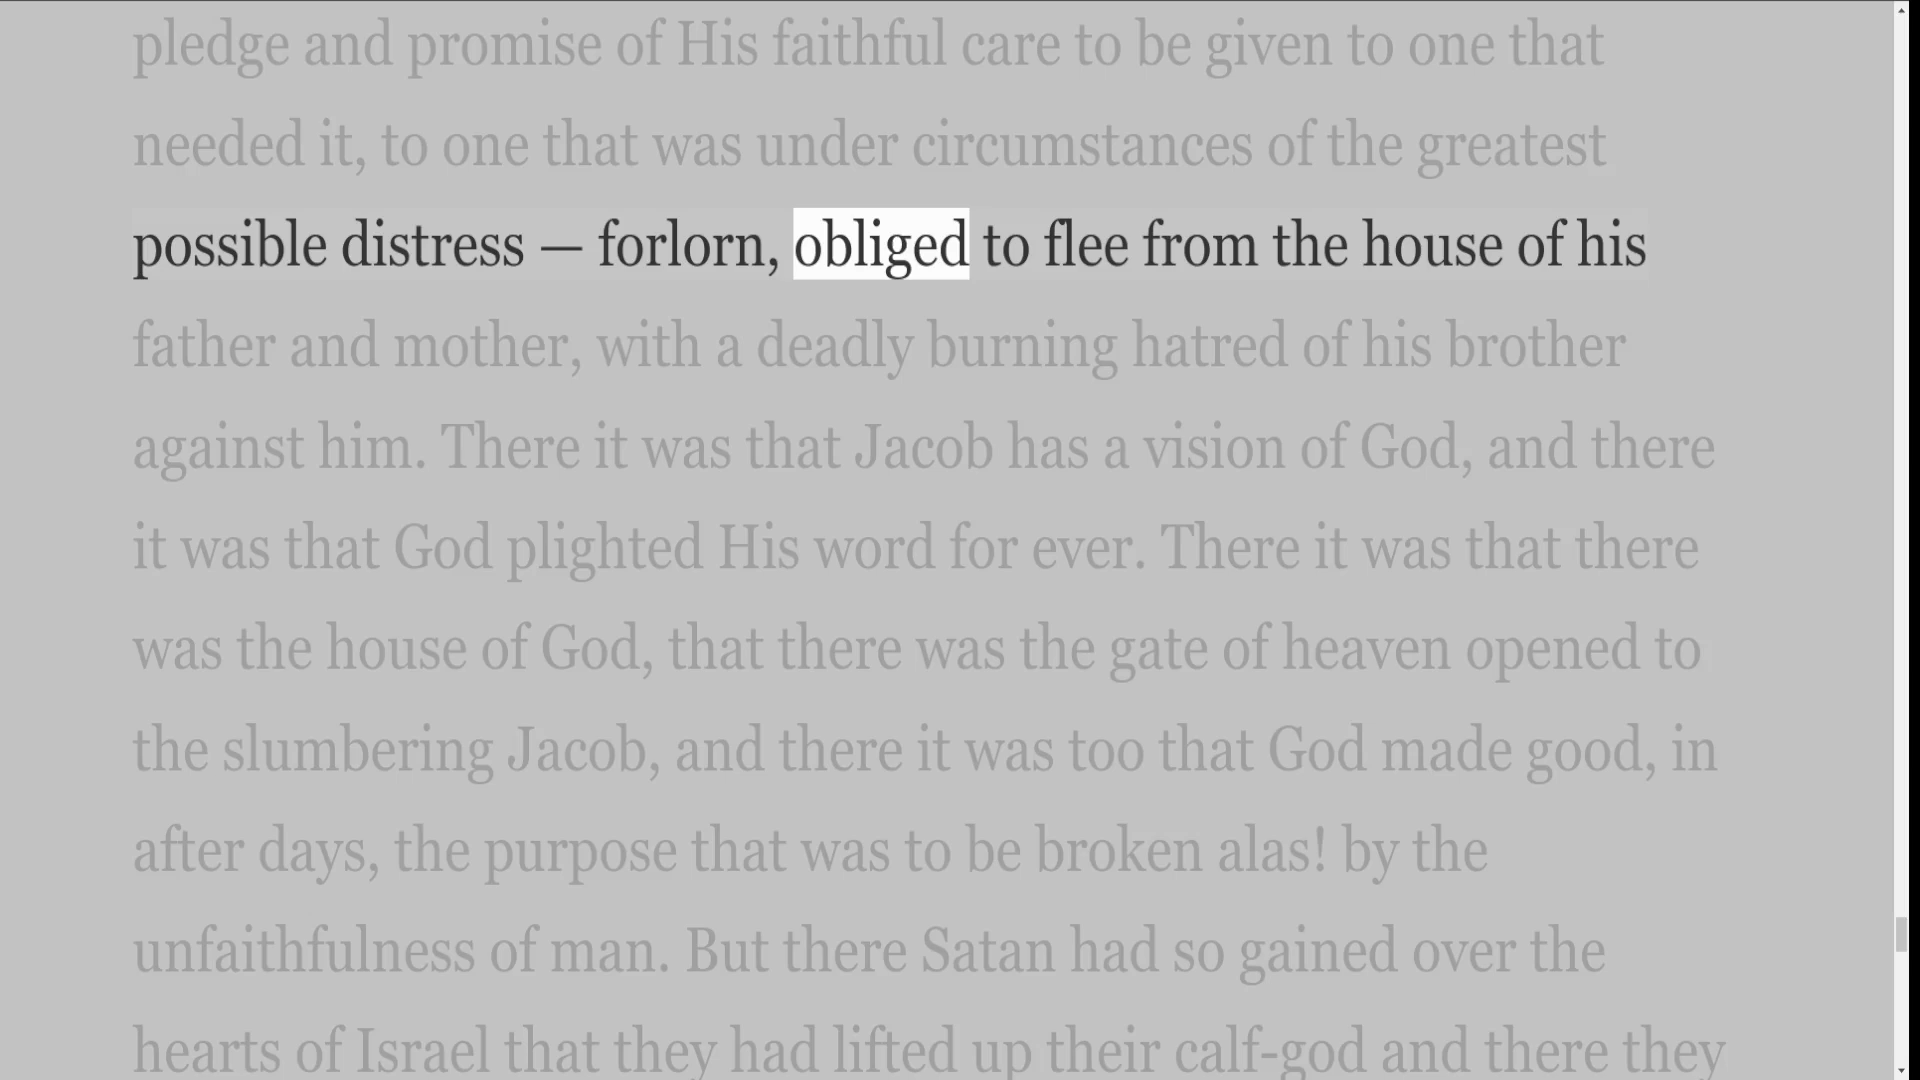 pledge and promise of His faithful care to be given to one that
needed it, to one that was under circumstances of the greatest
possible distress — forlorn, obliged to flee from the house of his
father and mother, with a deadly burning hatred of his brother
against him. There it was that Jacob has a vision of God, and there
it was that God plighted His word for ever. There it was that there
was the house of God, that there was the gate of heaven opened to
the slumbering Jacob, and there it was too that God made good, in
after days, the purpose that was to be broken alas! by the
unfaithfulness of man. But there Satan had so gained over the
hearts of Israel that they had lifted up their calf-god and there they